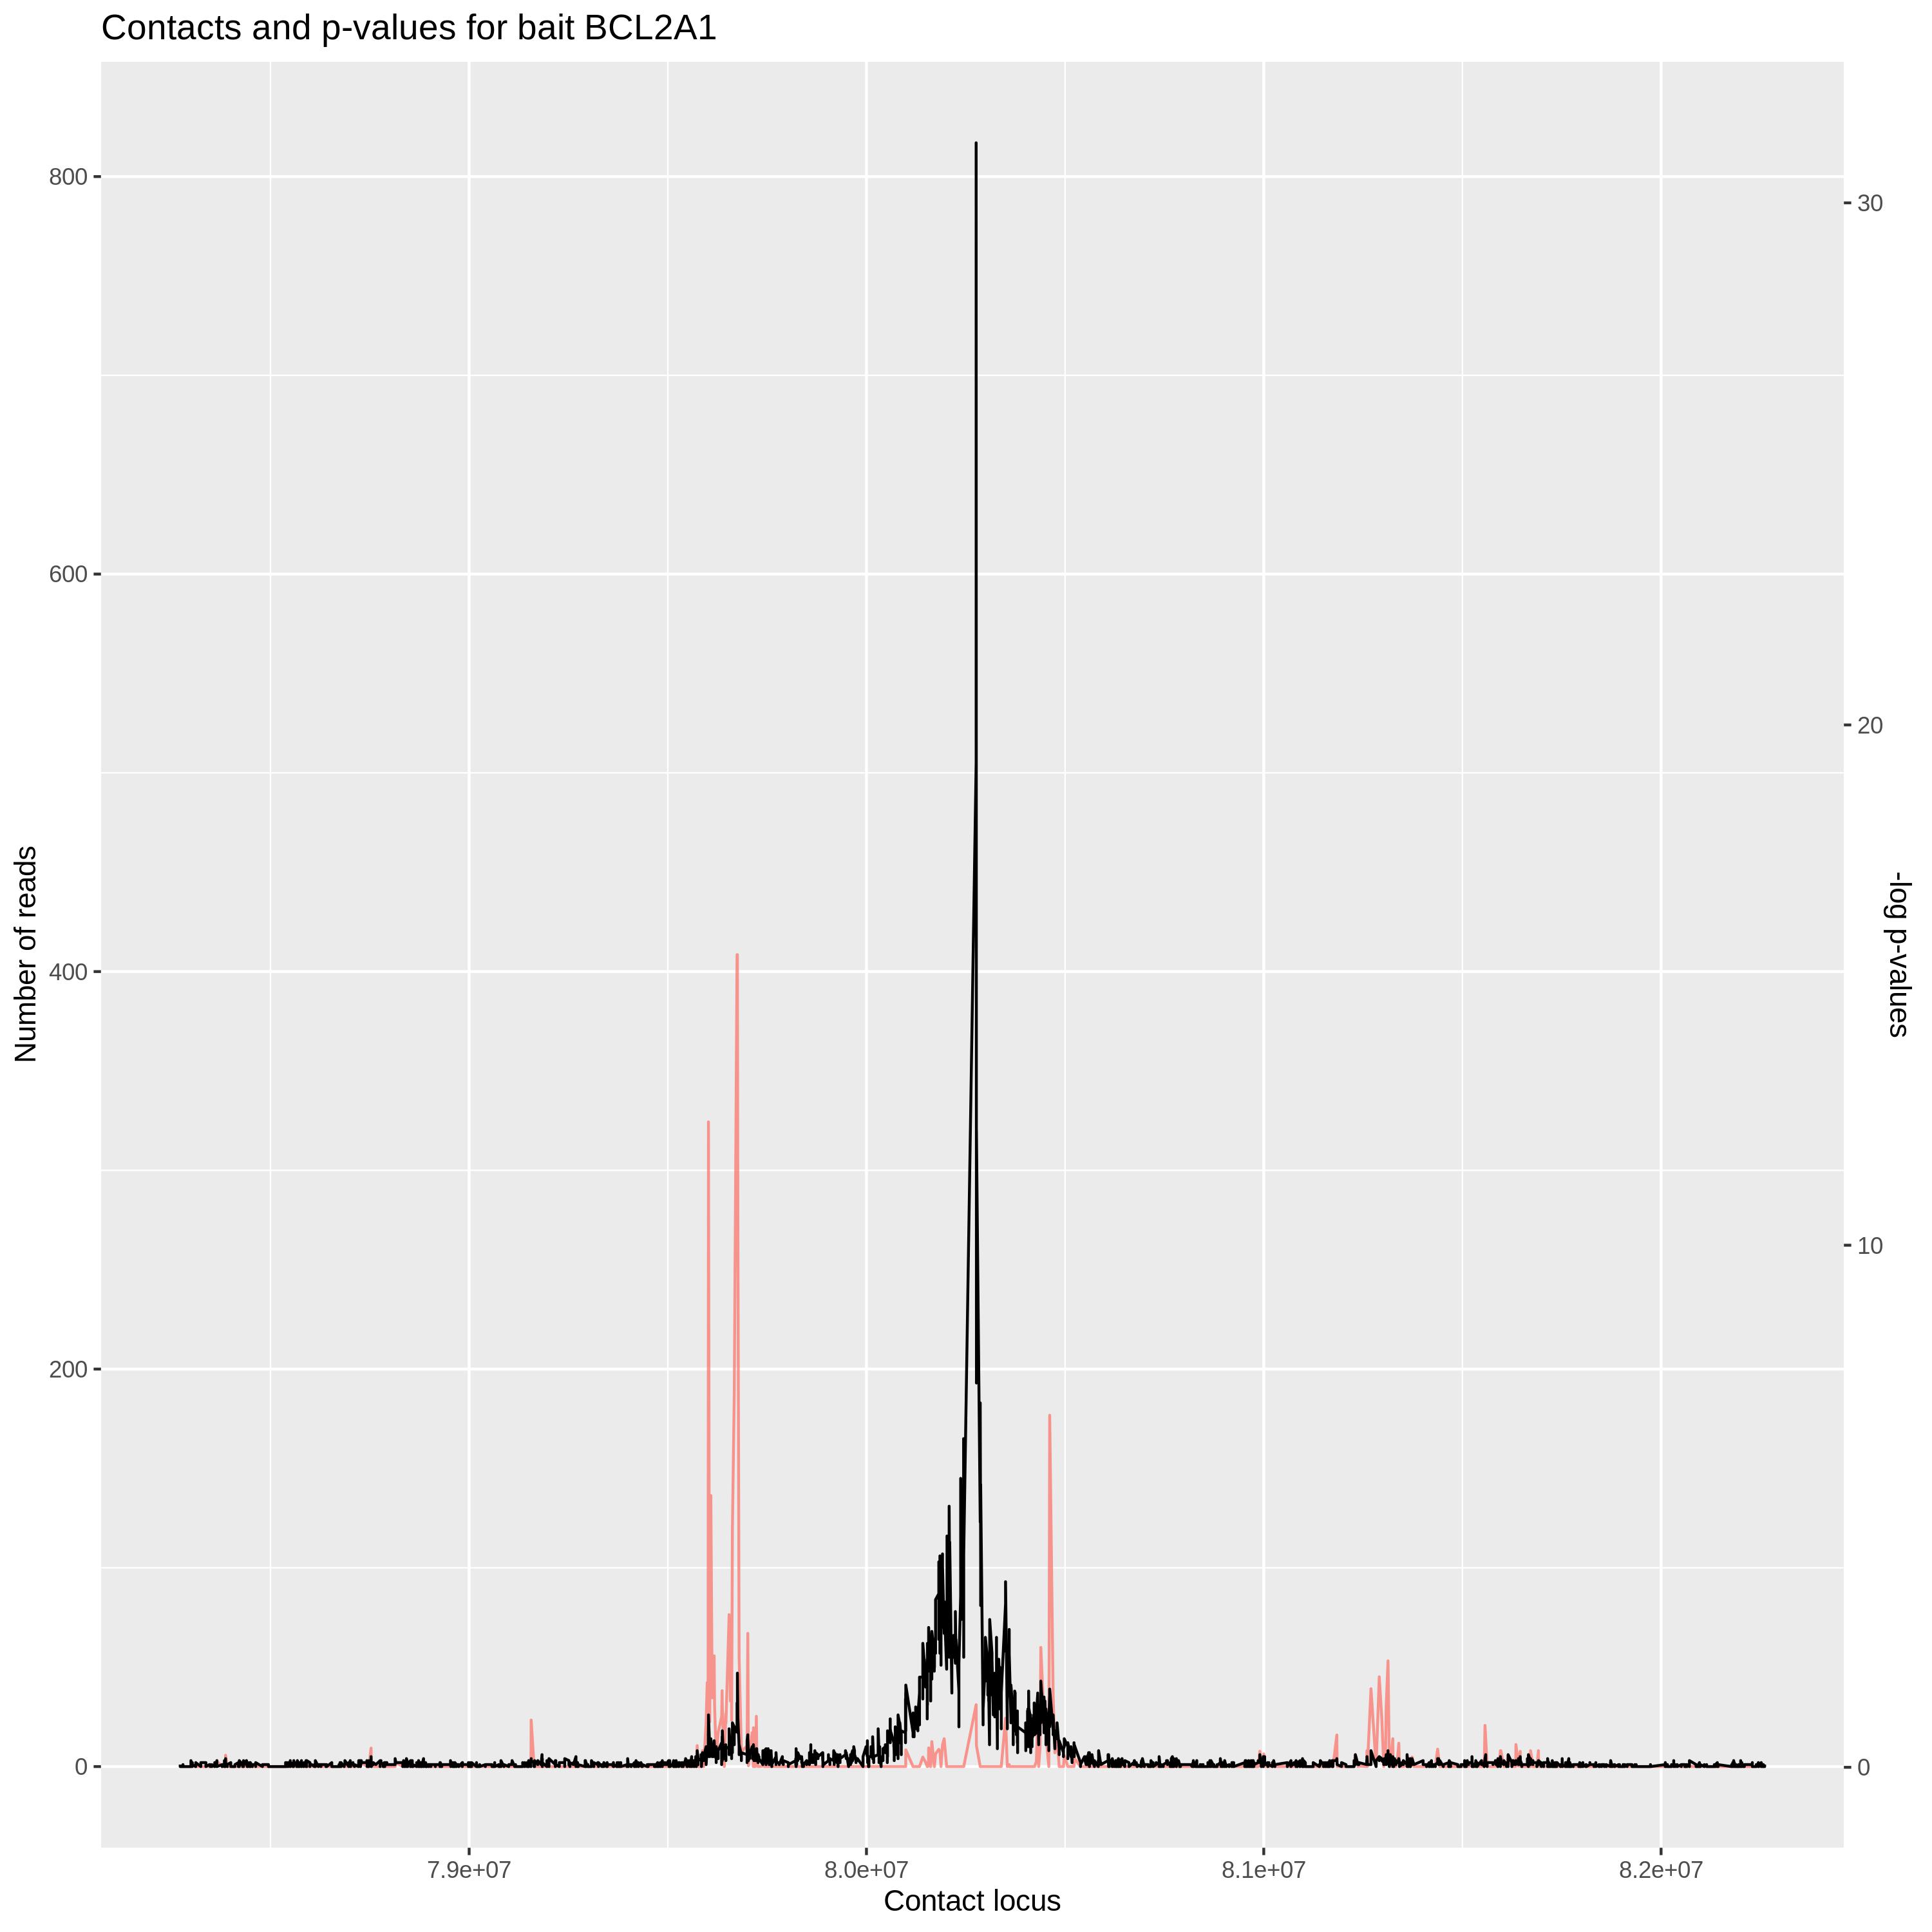 Contacts and p-values for bait BCL2A1
Number of reads
800
600
400
200
0
30
20
10
0
-log p-values
7.9e+07
8.0e+07
8.1e+07
8.2e+07
Contact locus